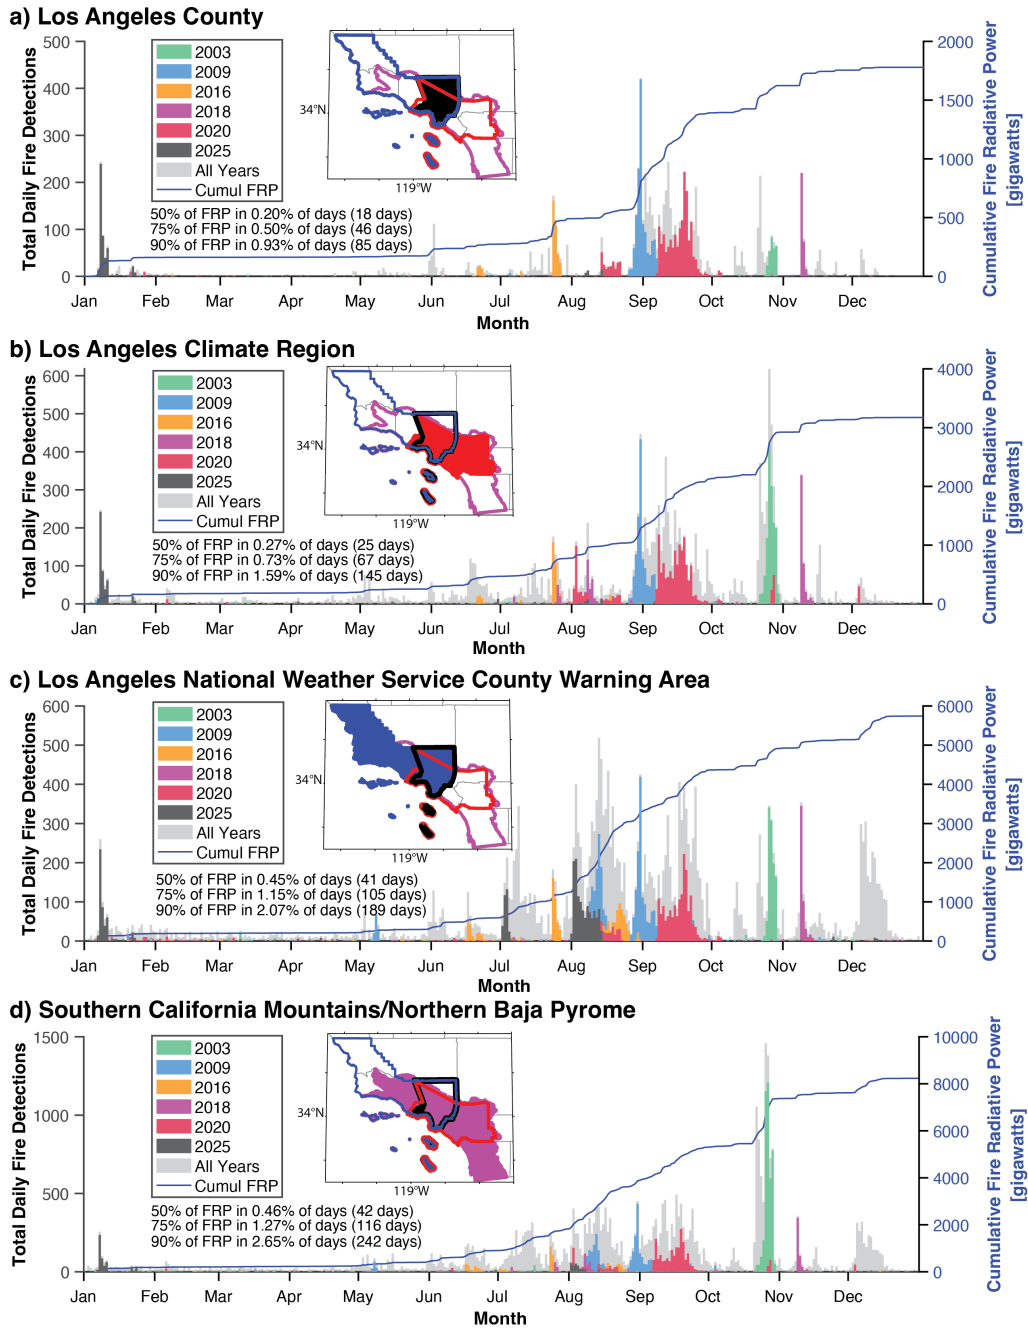 a) Los Angeles County
Total Daily Fire Detections
500
400
300
200
100
0
2003
2009
2016
2018
2020
2025
All Years
Cumul FRP
34°N
119°W
50% of FRP in 0.20% of days (18 days)
75% of FRP in 0.50% of days (46 days)
90% of FRP in 0.93% of days (85 days)
2000
1500
1000
500
0
Cumulative Fire Radiative Power
[gigawatts]
Jan Feb Mar Apr May Jun Jul Aug Sep Oct Nov Dec
Month
b) Los Angeles Climate Region
Total Daily Fire Detections
600
500
400
300
200
100
0
2003
2009
2016
2018
2020
2025
All Years
Cumul FRP
34°N
119°W
50% of FRP in 0.27% of days (25 days)
75% of FRP in 0.73% of days (67 days)
90% of FRP in 1.59% of days (145 days)
4000
3000
2000
1000
0
Cumulative Fire Radiative Power
[gigawatts]
Jan Feb Mar Apr May Jun Jul Aug Sep Oct Nov Dec
Month
c) Los Angeles National Weather Service County Warning Area
Total Daily Fire Detections
600
500
400
300
200
100
0
2003
2009
2016
2018
2020
2025
All Years
Cumul FRP
34°N
119°W
50% of FRP in 0.45% of days (41 days)
75% of FRP in 1.15% of days (105 days)
90% of FRP in 2.07% of days (189 days)
6000
5000
4000
3000
2000
1000
0
Cumulative Fire Radiative Power
[gigawatts]
Jan Feb Mar Apr May Jun Jul Aug Sep Oct Nov Dec
Month
d) Southern California Mountains/Northern Baja Pyrome
Total Daily Fire Detections
1500
1000
500
0
2003
2009
2016
2018
2020
2025
All Years
Cumul FRP
34°N
119°W
50% of FRP in 0.46% of days (42 days)
75% of FRP in 1.27% of days (116 days)
90% of FRP in 2.65% of days (242 days)
10000
8000
6000
4000
2000
0
Cumulative Fire Radiative Power
[gigawatts]
Jan Feb Mar Apr May Jun Jul Aug Sep Oct Nov Dec
Month